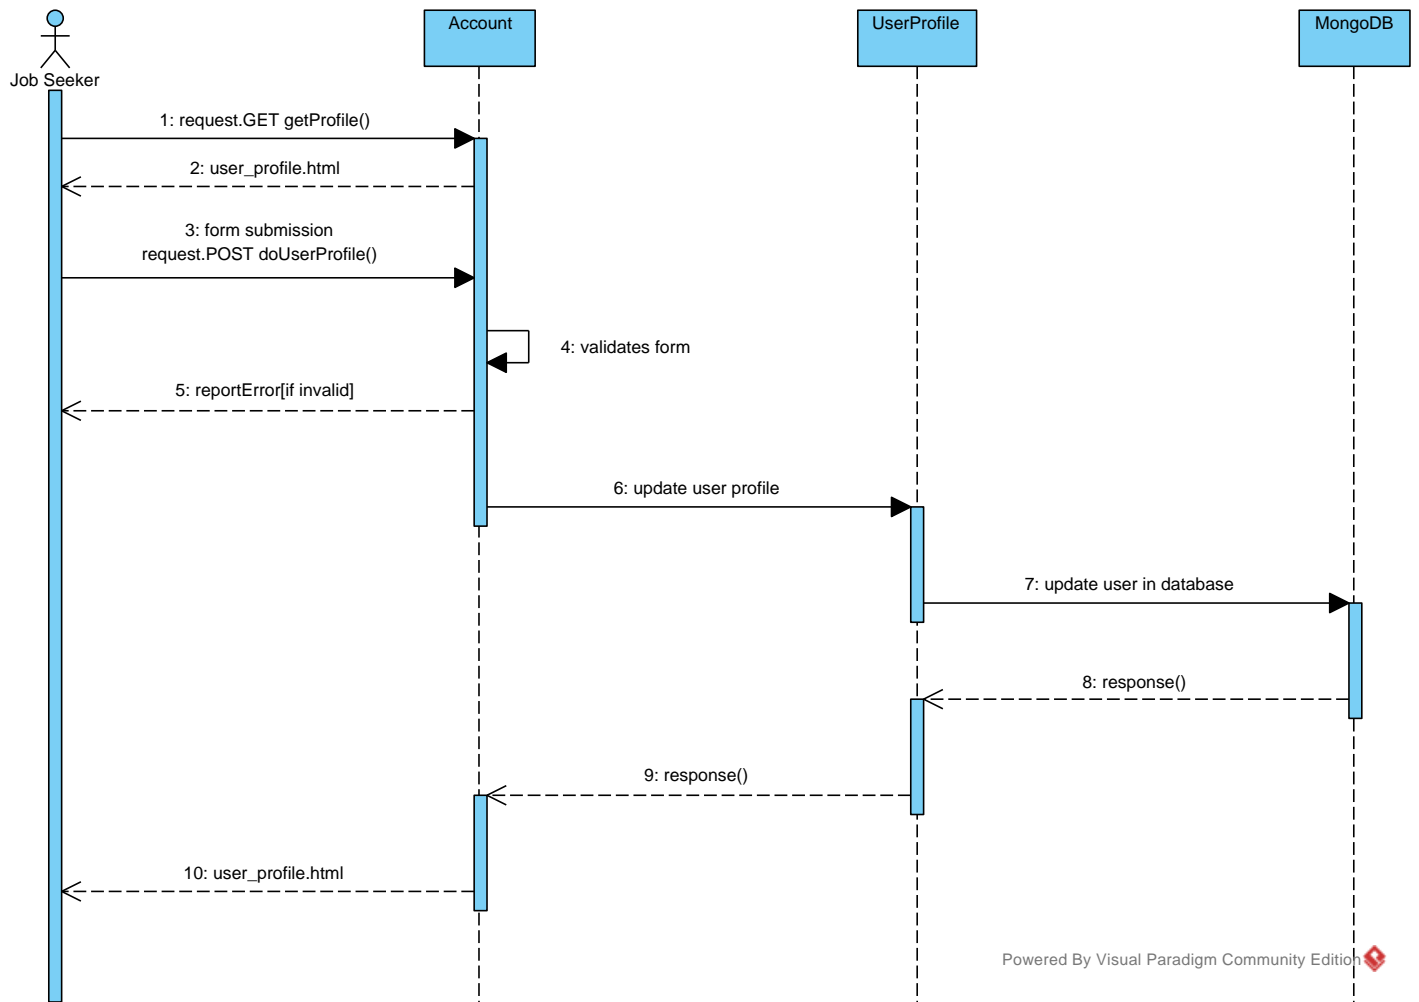 Account
UserProfile
MongoDB
Job Seeker
1: request.GET getProfile()
2: user_profile.html
3: form submission
request.POST doUserProfile()
4: validates form
5: reportError[if invalid]
6: update user profile
7: update user in database
8: response()
9: response()
10: user_profile.html
Powered By Visual Paradigm Community Edition